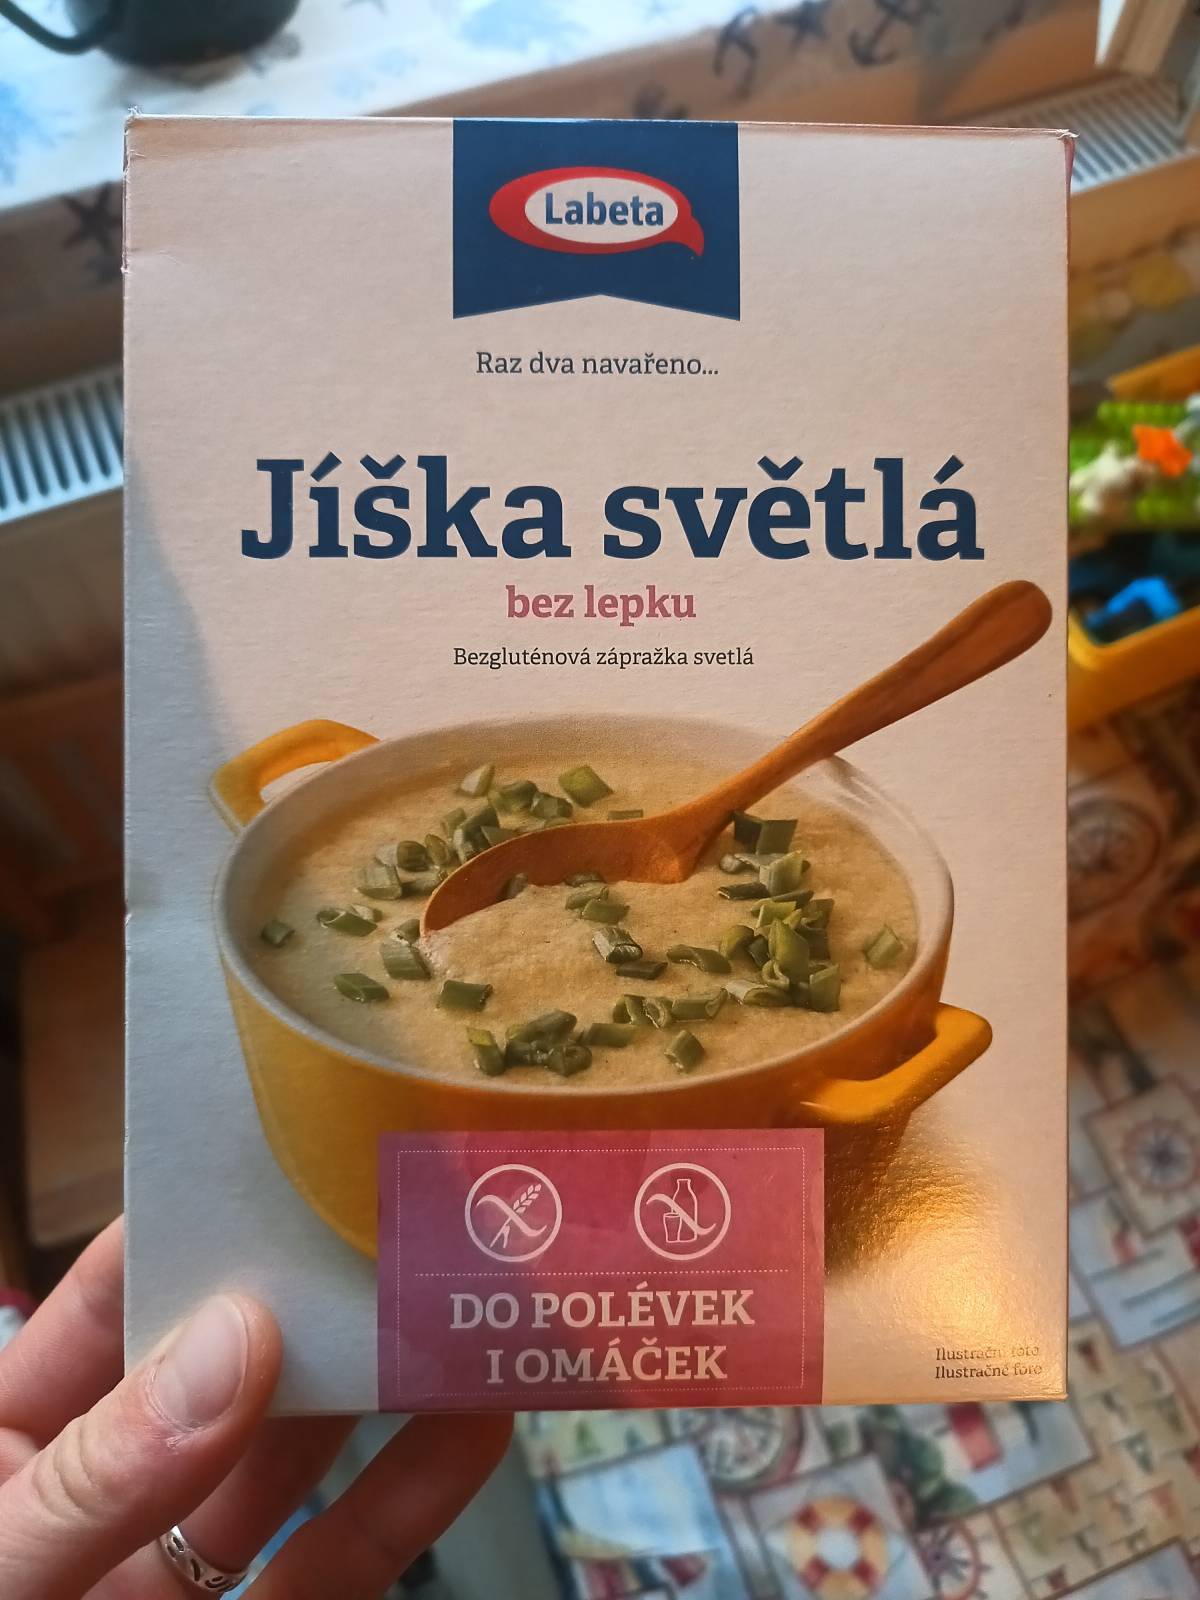 Labeta
Raz dva navařeno...
Jíška světlá
bez lepku
Bezgluténová zápražka svetlá
DO POLÉVEK
I OMÁČEK
Ilustrační foto
Ilustračné foto